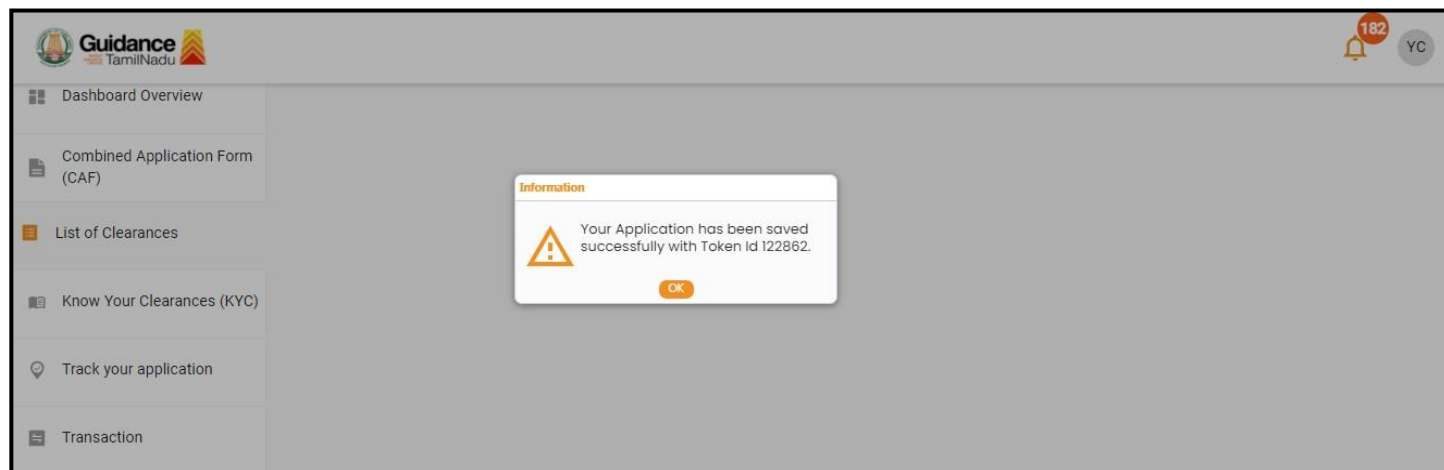 Guidance
TamilNadu
182
YC
Dashboard Overview
Combined Application Form
(CAF)
List of Clearances
Know Your Clearances (KYC)
Track your application
Transaction
Information
Your Application has been saved
successfully with Token Id 122862.
OK